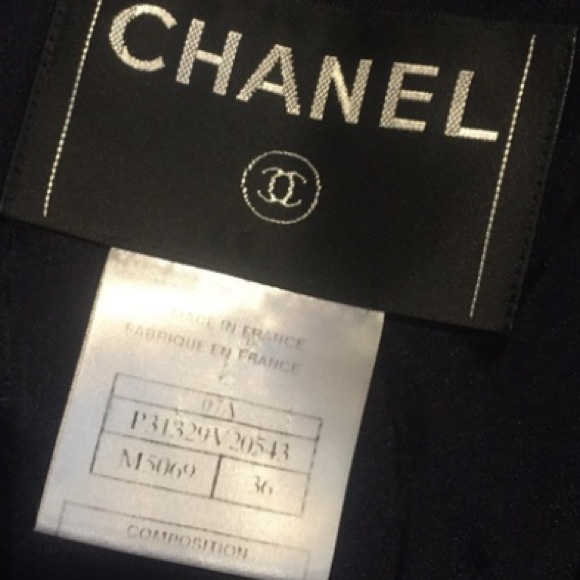 CHANEL
MADE IN FRANCE
FABRIQUE EN FRANCE
07A
P31329V20543
M5069 36
COMPOSITION